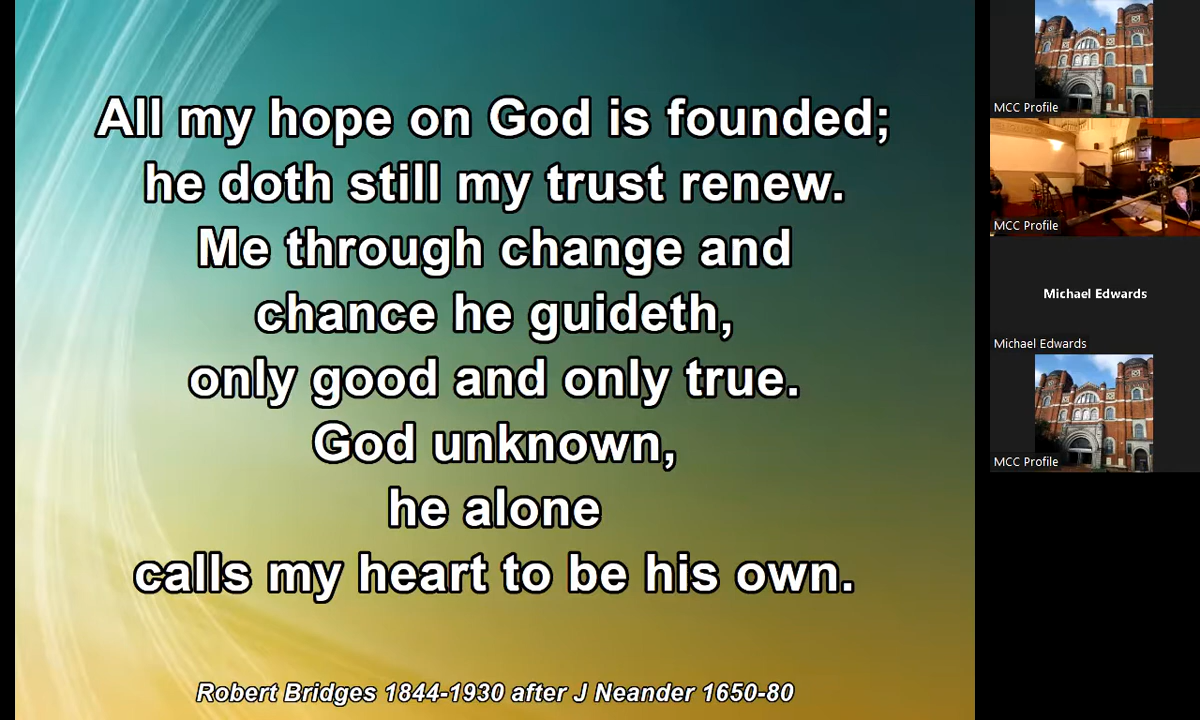 All my hope on God is founded;
he doth still my trust renew.
Me through change and
chance he guideth,
only good and only true.
God unknown,
he alone
calls my heart to be his own.
Robert Bridges 1844-1930 after J Neander 1650-80
MCC Profile
MCC Profile
Michael Edwards
Michael Edwards
MCC Profile